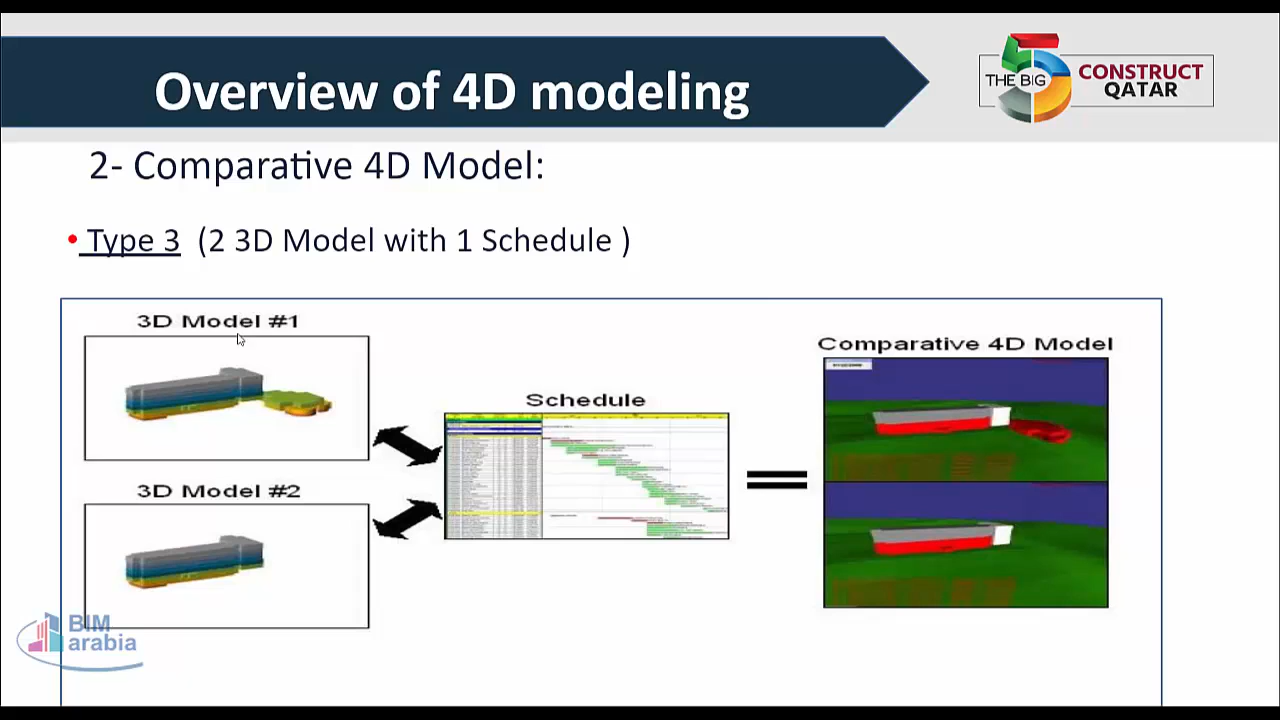 Overview of 4D modeling
THE BIG
CONSTRUCT
QATAR
2- Comparative 4D Model:
• Type 3 (2 3D Model with 1 Schedule )
3D Model #1
Comparative 4D Model
Schedule
3D Model #2
BIM
arabia